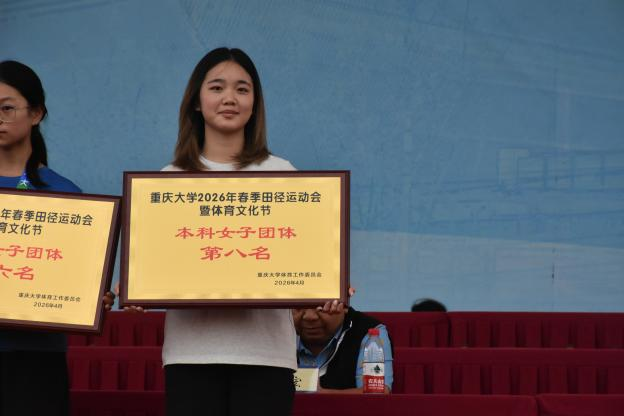 重庆大学2026年春季田径运动会
暨体育文化节
本科女子团体
第八名
重庆大学体育工作委员会
2026年4月
年春季田径运动会
育文化节
女子团体
六名
重庆大学体育工作委员会
2026年4月